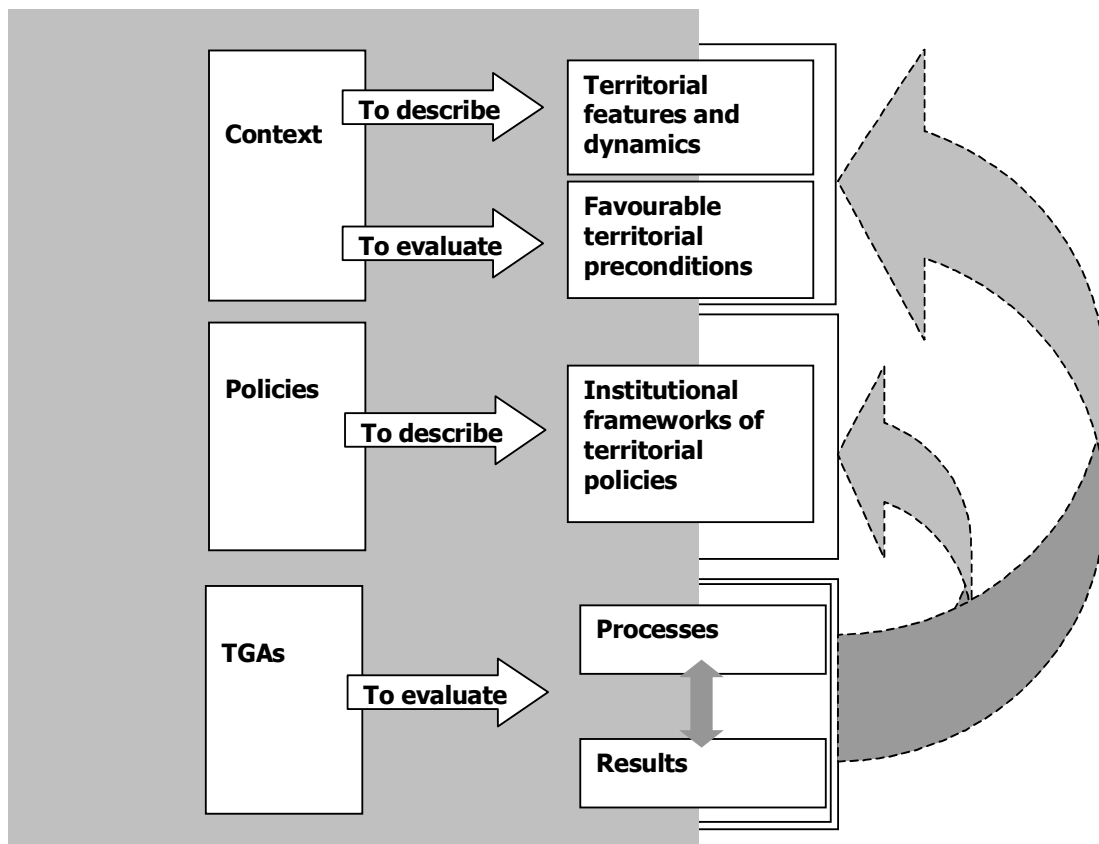 Context
To describe
Territorial
features and
dynamics
To evaluate
Favourable
territorial
preconditions
Policies
To describe
Institutional
frameworks of
territorial
policies
TGAs
To evaluate
Processes
Results